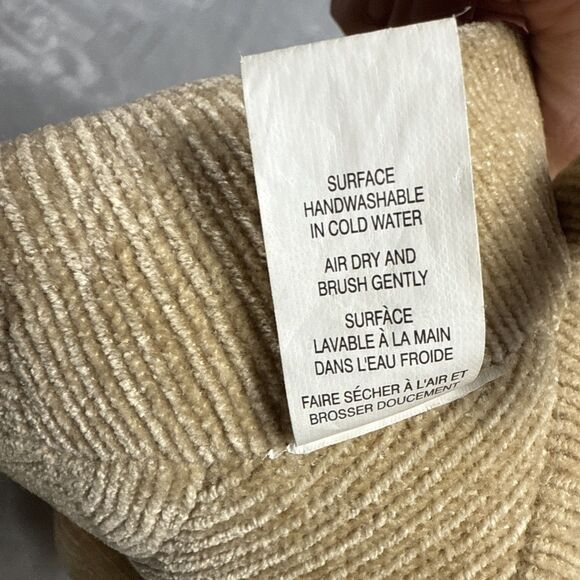 SURFACE
HANDWASHABLE
IN COLD WATER
AIR DRY AND
BRUSH GENTLY
SURFÀCE
LAVABLE À LA MAIN
DANS L'EAU FROIDE
FAIRE SÉCHER À L'AIR ET
BROSSER DOUCEMENT